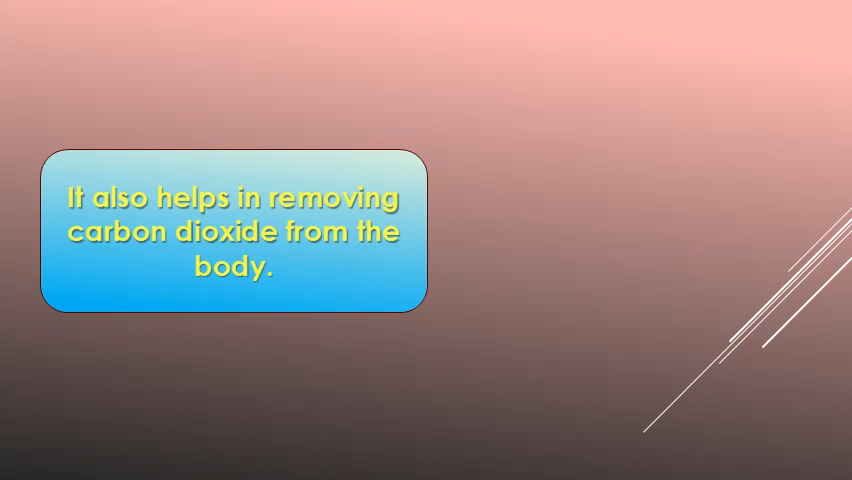 It also helps in removing
carbon dioxide from the
body.